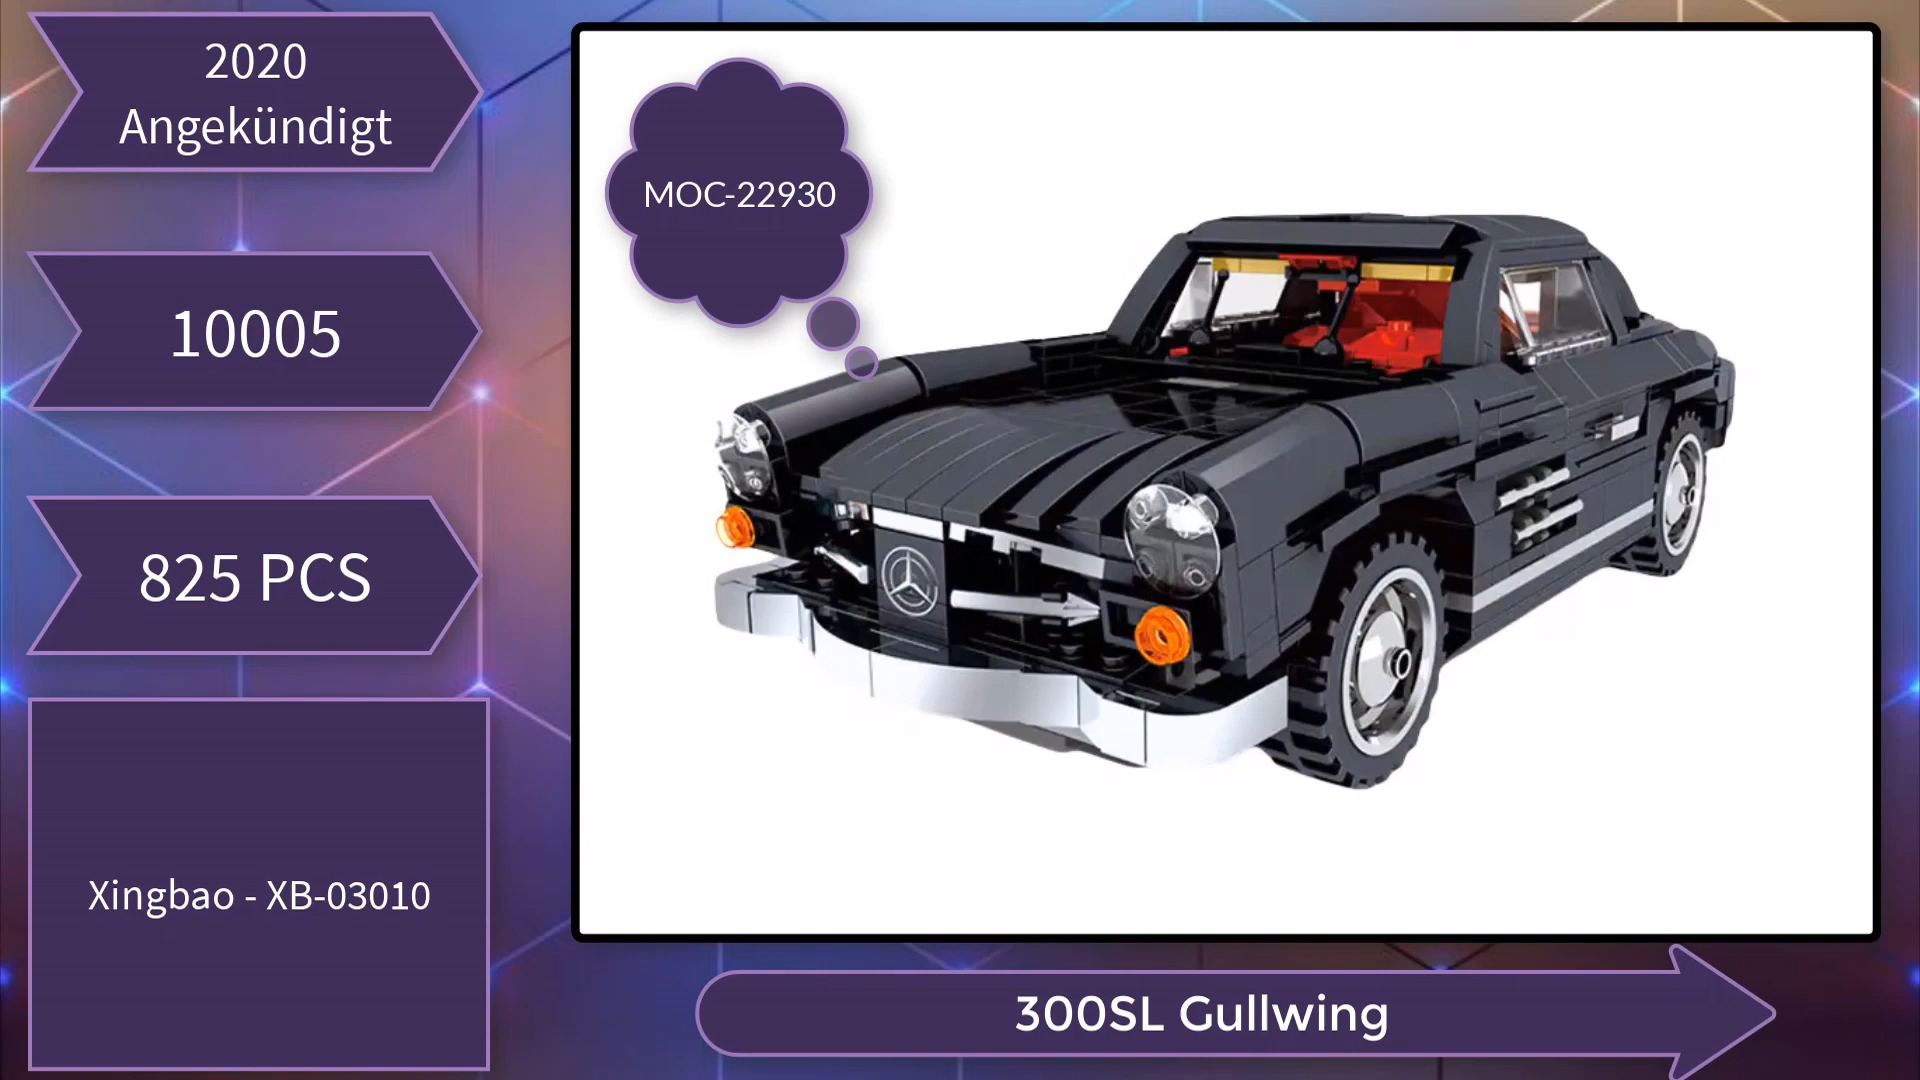 2020
Angekündigt
10005
825 PCS
Xingbao - XB-03010
MOC-22930
300SL Gullwing